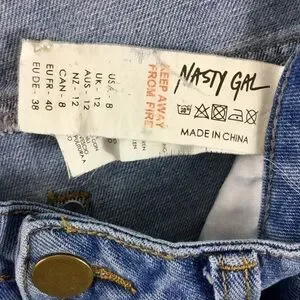 NASTY GAL
MADE IN CHINA
KEEP AWAY
FROM FIRE
USA - 8
UK - 12
AUS - 12
NZ - 12
CAN - 8
EU FR - 40
EU DE - 38